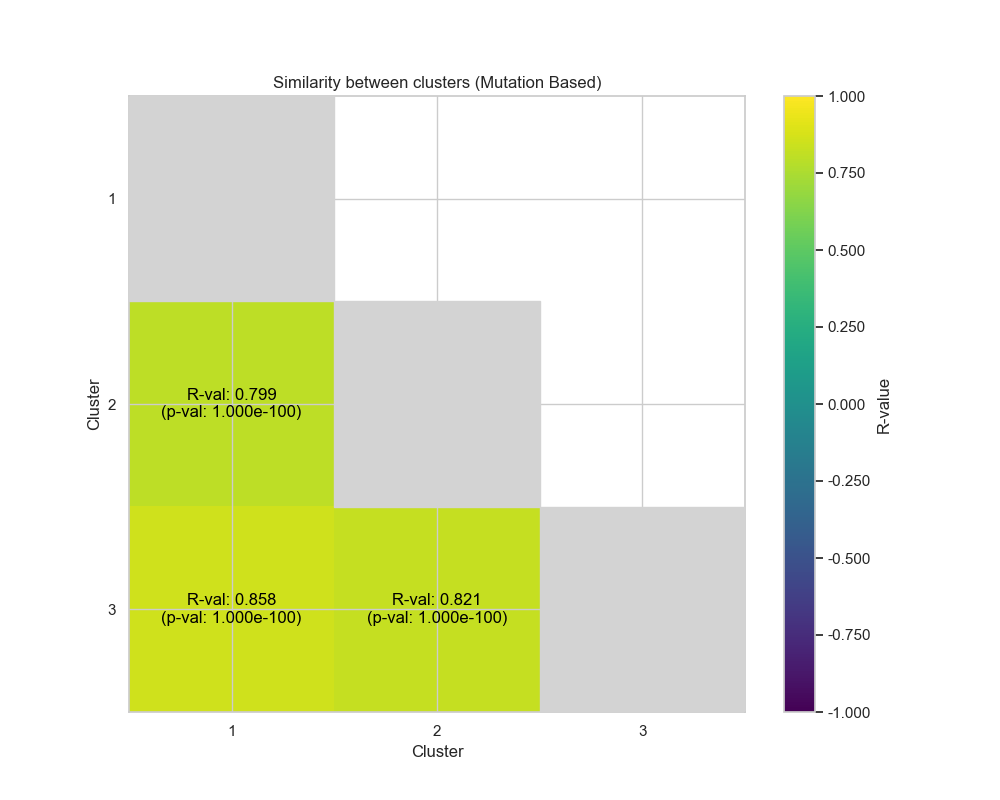 Similarity between clusters (Mutation Based)
1
2
3
Cluster
R-val: 0.799
(p-val: 1.000e-100)
R-val: 0.858
(p-val: 1.000e-100)
R-val: 0.821
(p-val: 1.000e-100)
1
2
3
Cluster
1.000
0.750
0.500
0.250
0.000
-0.250
-0.500
-0.750
-1.000
R-value